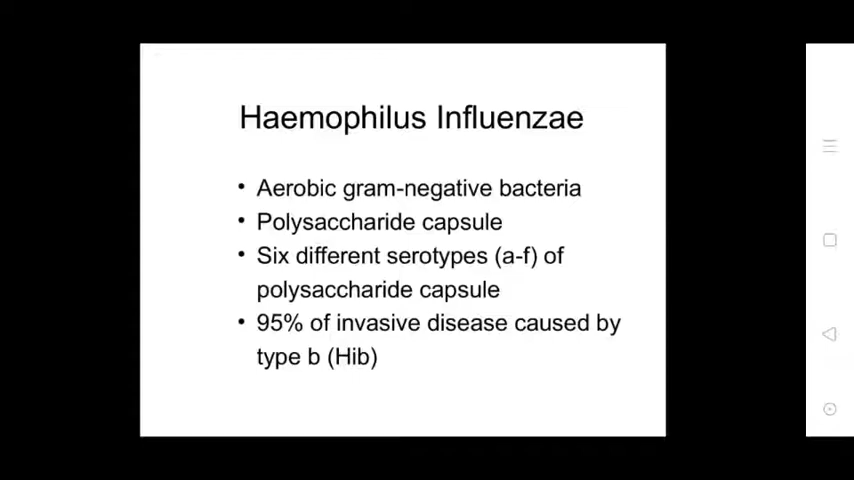 Haemophilus Influenzae
• Aerobic gram-negative bacteria
• Polysaccharide capsule
• Six different serotypes (a-f) of
polysaccharide capsule
• 95% of invasive disease caused by
type b (Hib)